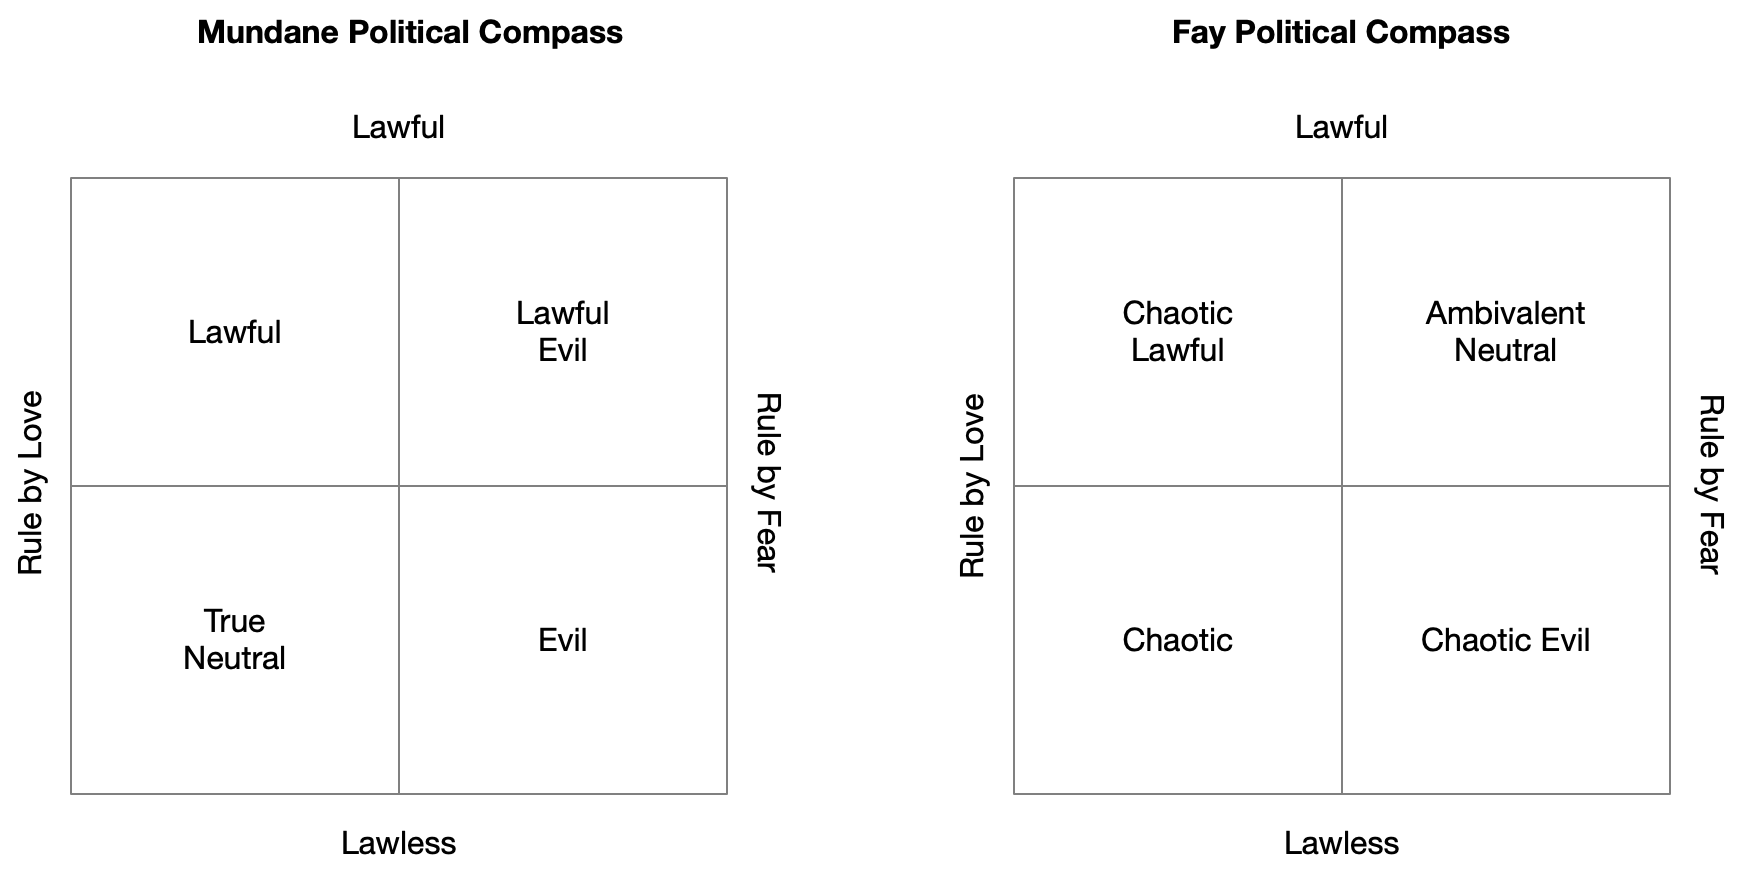 Mundane Political Compass
Lawful
Rule by Love
Lawful
Lawful
Evil
True
Neutral
Evil
Rule by Fear
Lawless
Fay Political Compass
Lawful
Rule by Love
Chaotic
Lawful
Ambivalent
Neutral
Chaotic
Chaotic Evil
Rule by Fear
Lawless